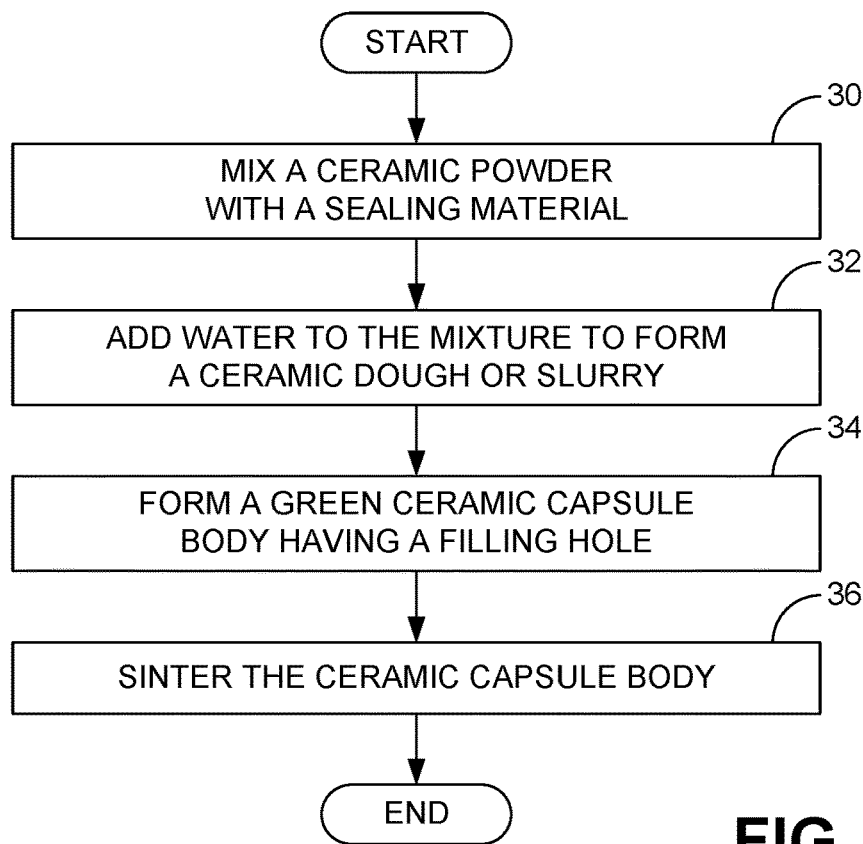 START
30
MIX A CERAMIC POWDER
WITH A SEALING MATERIAL
32
ADD WATER TO THE MIXTURE TO FORM
A CERAMIC DOUGH OR SLURRY
34
FORM A GREEN CERAMIC CAPSULE
BODY HAVING A FILLING HOLE
36
SINTER THE CERAMIC CAPSULE BODY
END
FIG